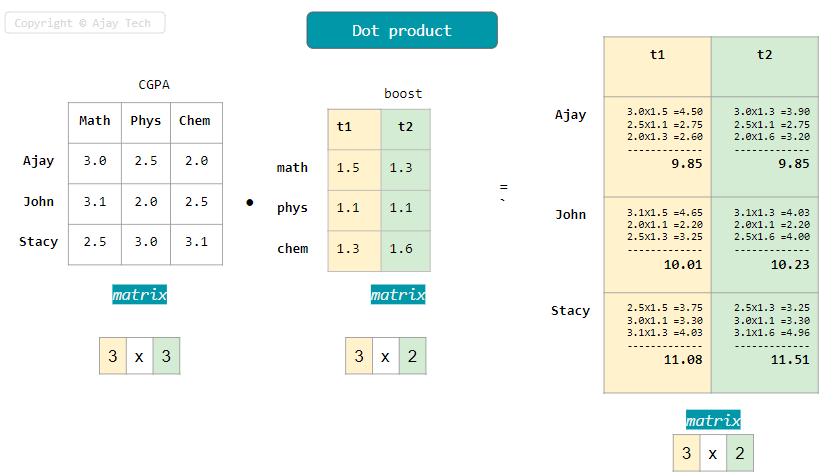 Copyright © Ajay Tech
Dot product
CGPA
Math Phys Chem
Ajay 3.0 2.5 2.0
John 3.1 2.0 2.5
Stacy 2.5 3.0 3.1
matrix
3 x 3
•
boost
t1 t2
math 1.5 1.3
phys 1.1 1.1
chem 1.3 1.6
matrix
3 x 2
=
`
t1 t2
Ajay
3.0x1.5 =4.50 3.0x1.3 =3.90
2.5x1.1 =2.75 2.5x1.1 =2.75
2.0x1.3 =2.60 2.0x1.6 =3.20
------------- -------------
9.85 9.85
John
3.1x1.5 =4.65 3.1x1.3 =4.03
2.0x1.1 =2.20 2.0x1.1 =2.20
2.5x1.3 =3.25 2.5x1.6 =4.00
------------- -------------
10.01 10.23
Stacy
2.5x1.5 =3.75 2.5x1.3 =3.25
3.0x1.1 =3.30 3.0x1.1 =3.30
3.1x1.3 =4.03 3.1x1.6 =4.96
------------- -------------
11.08 11.51
matrix
3 x 2